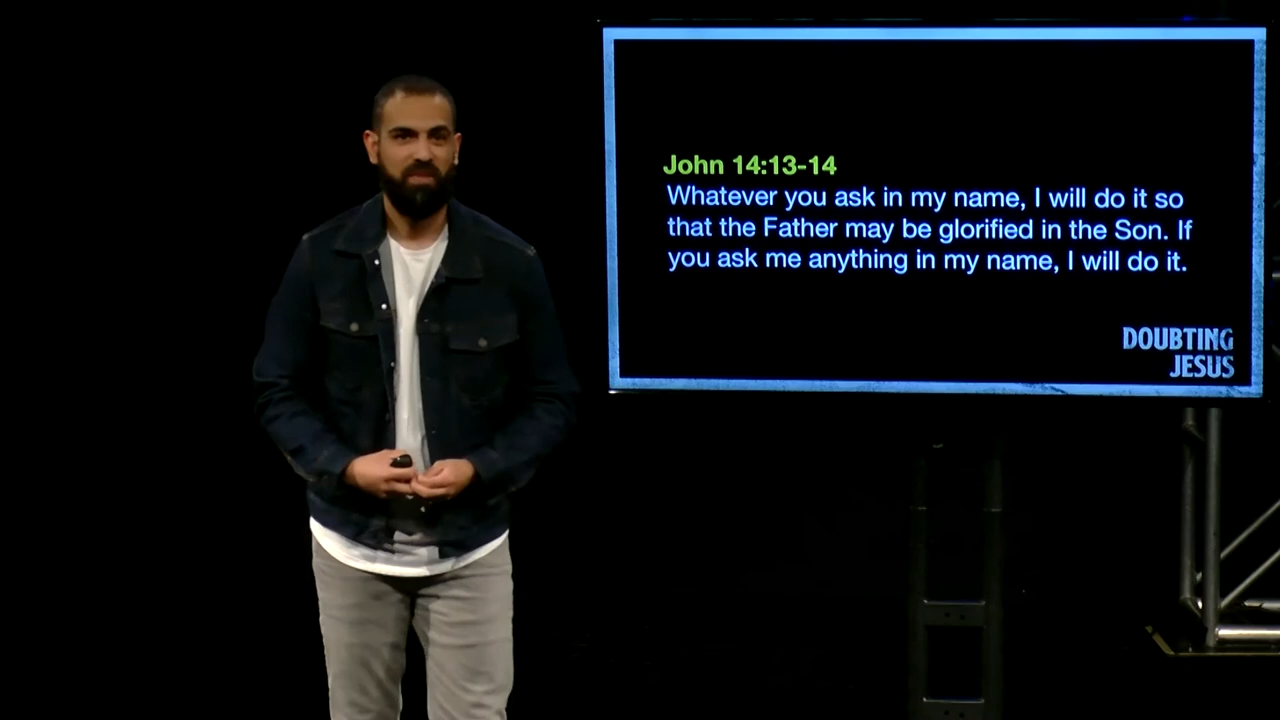 John 14:13-14
Whatever you ask in my name, I will do it so
that the Father may be glorified in the Son. If
you ask me anything in my name, I will do it.
DOUBTING
JESUS